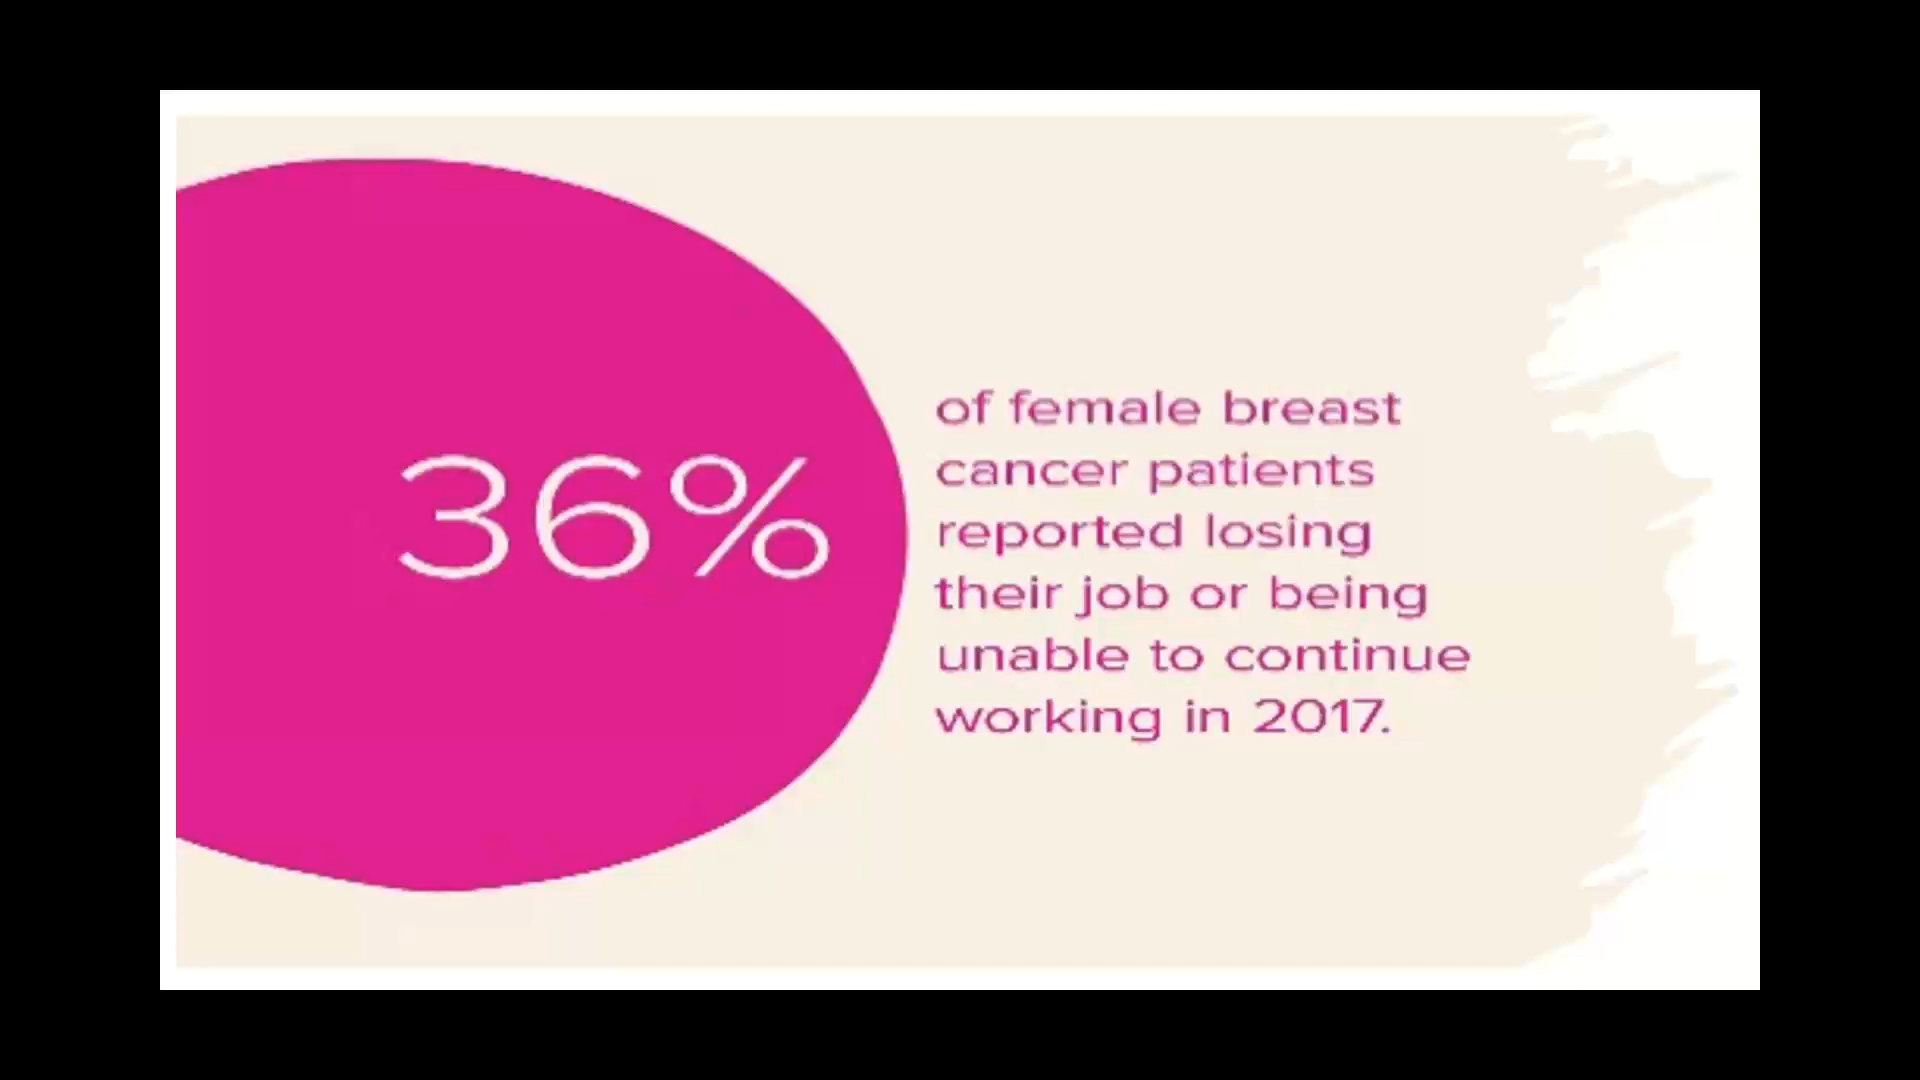 36%
of female breast
cancer patients
reported losing
their job or being
unable to continue
working in 2017.